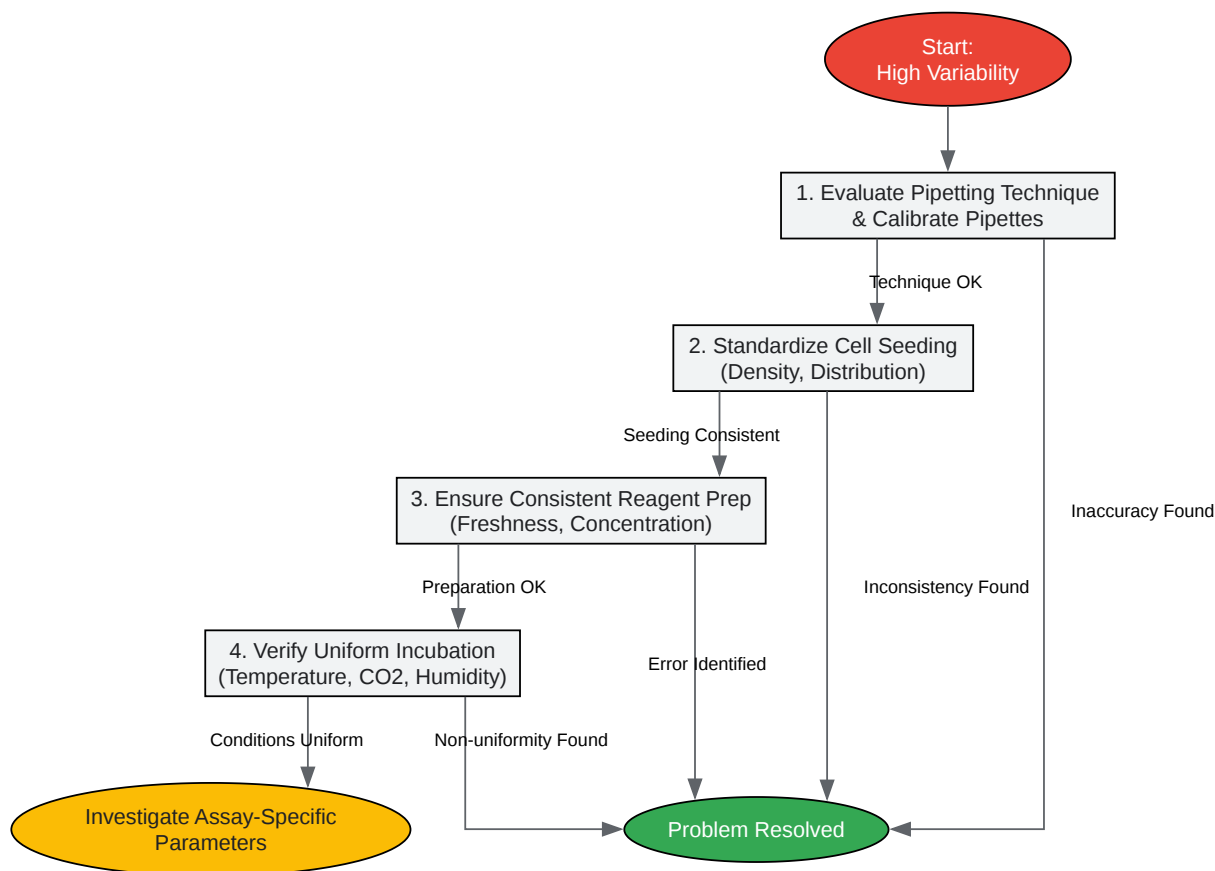 Start:
High Variability
1. Evaluate Pipetting Technique
& Calibrate Pipettes
Technique OK
2. Standardize Cell Seeding
(Density, Distribution)
Seeding Consistent
3. Ensure Consistent Reagent Prep
(Freshness, Concentration)
Inaccuracy Found
Preparation OK
Inconsistency Found
4. Verify Uniform Incubation
(Temperature, CO2, Humidity)
Error Identified
Conditions Uniform
Non-uniformity Found
Investigate Assay-Specific
Parameters
Problem Resolved